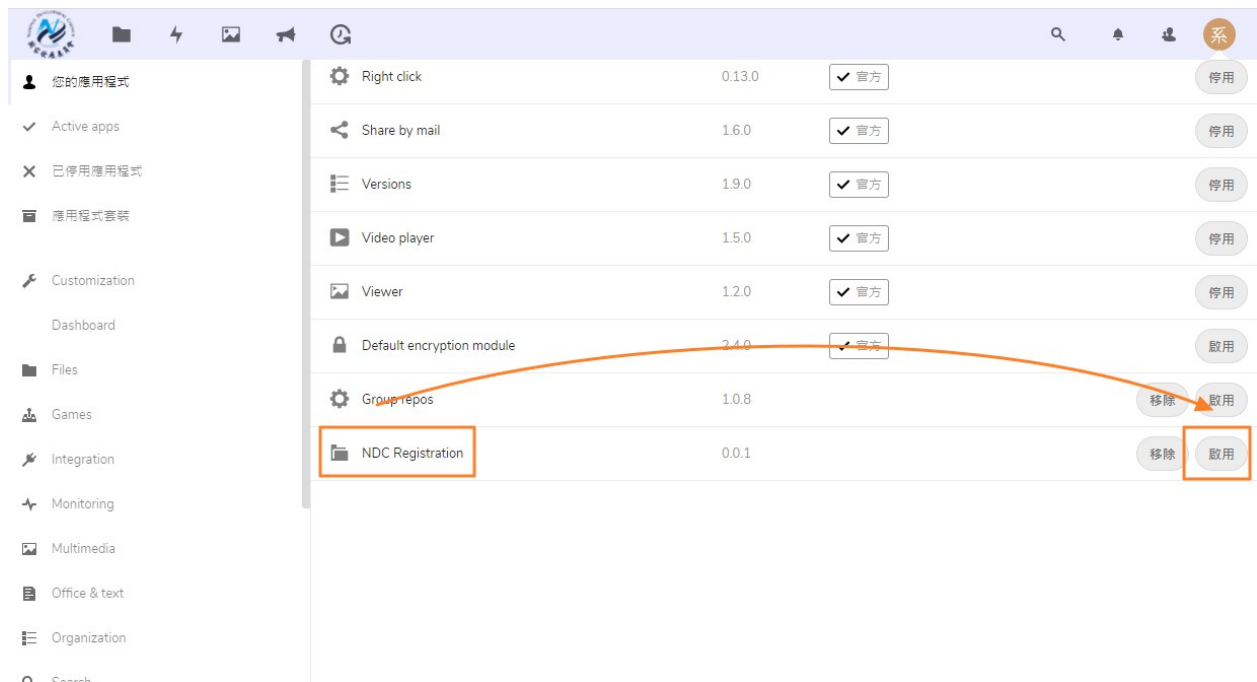 系
您的應用程式
Active apps
已停用應用程式
應用程式套裝
Customization
Dashboard
Files
Games
Integration
Monitoring
Multimedia
Office & text
Organization
Search
Right click 0.13.0 官方 停用
Share by mail 1.6.0 官方 停用
Versions 1.9.0 官方 停用
Video player 1.5.0 官方 停用
Viewer 1.2.0 官方 停用
Default encryption module 2.4.0 官方 啟用
Group repos 1.0.8 移除 啟用
NDC Registration 0.0.1 移除 啟用